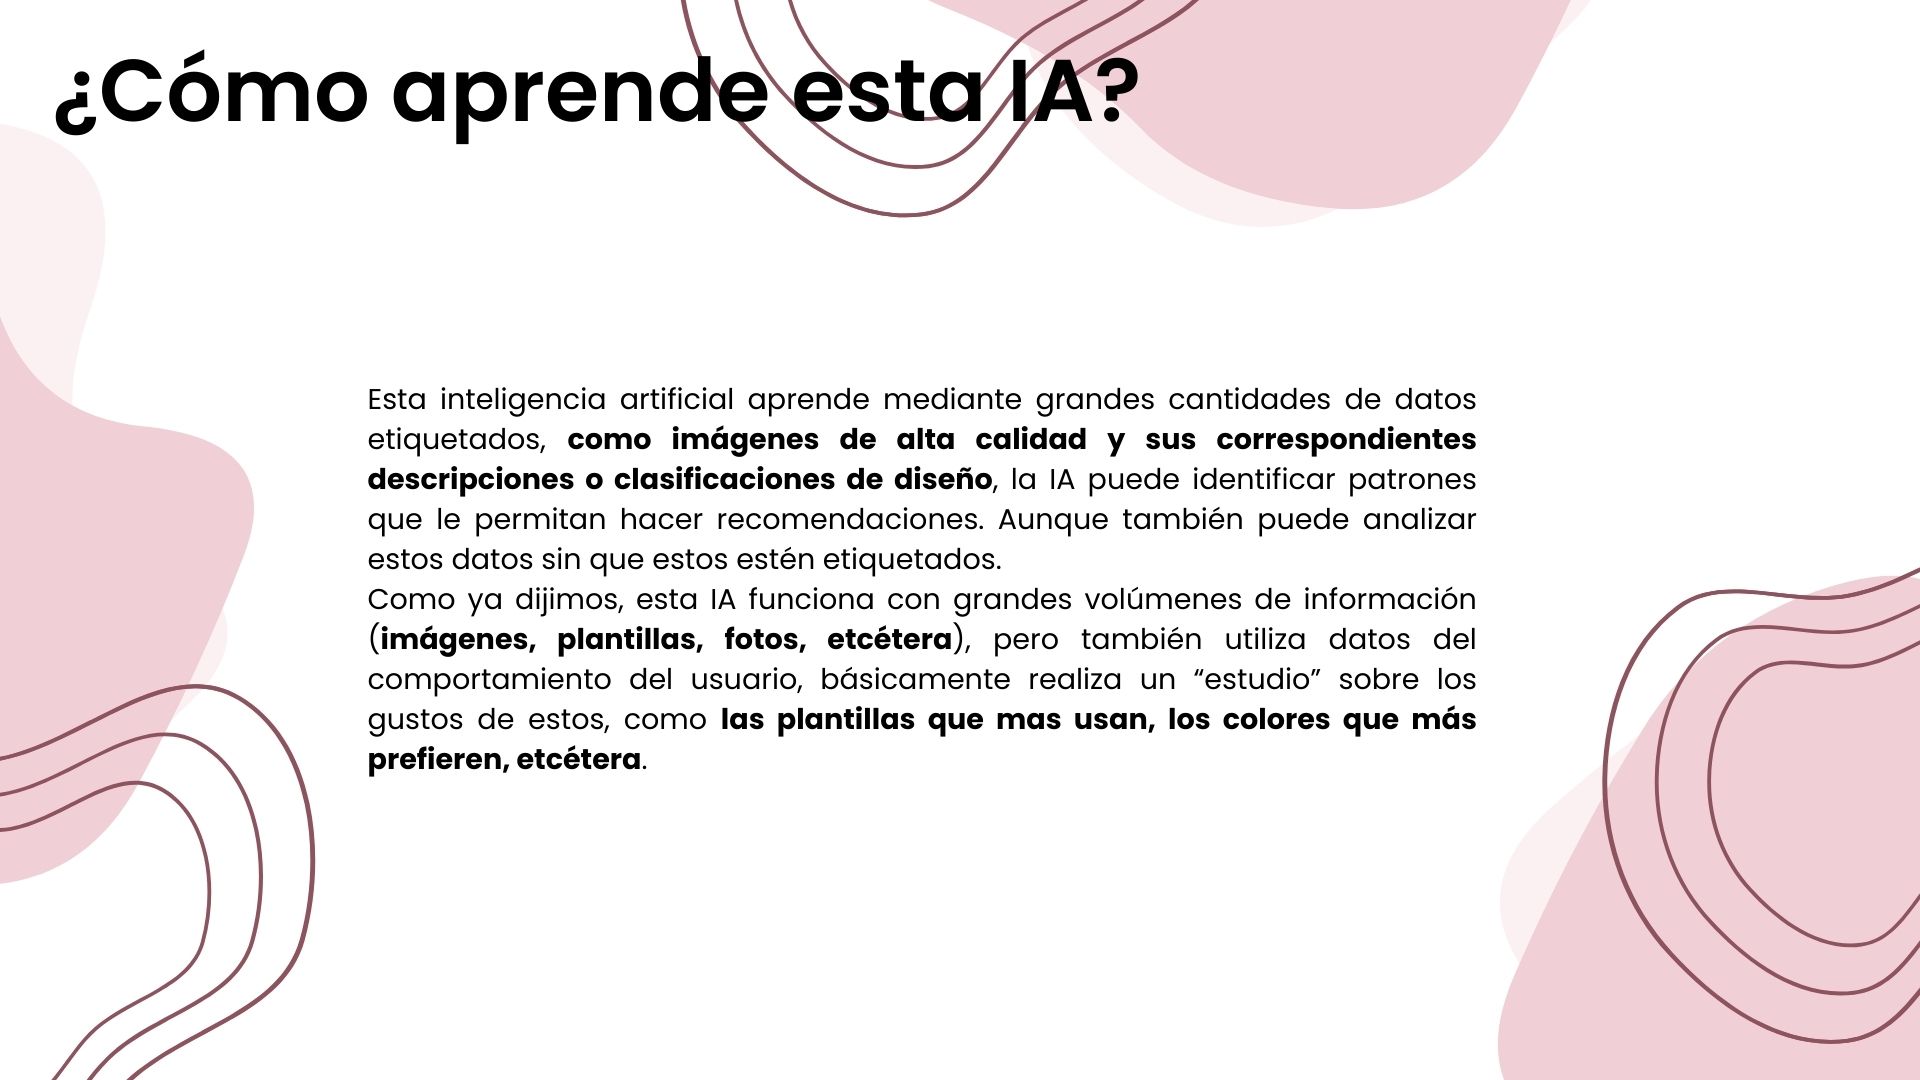 ¿Cómo aprende esta IA?
Esta inteligencia artificial aprende mediante grandes cantidades de datos
etiquetados, como imágenes de alta calidad y sus correspondientes
descripciones o clasificaciones de diseño, la IA puede identificar patrones
que le permitan hacer recomendaciones. Aunque también puede analizar
estos datos sin que estos estén etiquetados.
Como ya dijimos, esta IA funciona con grandes volúmenes de información
(imágenes, plantillas, fotos, etcétera), pero también utiliza datos del
comportamiento del usuario, básicamente realiza un “estudio” sobre los
gustos de estos, como las plantillas que mas usan, los colores que más
prefieren, etcétera.